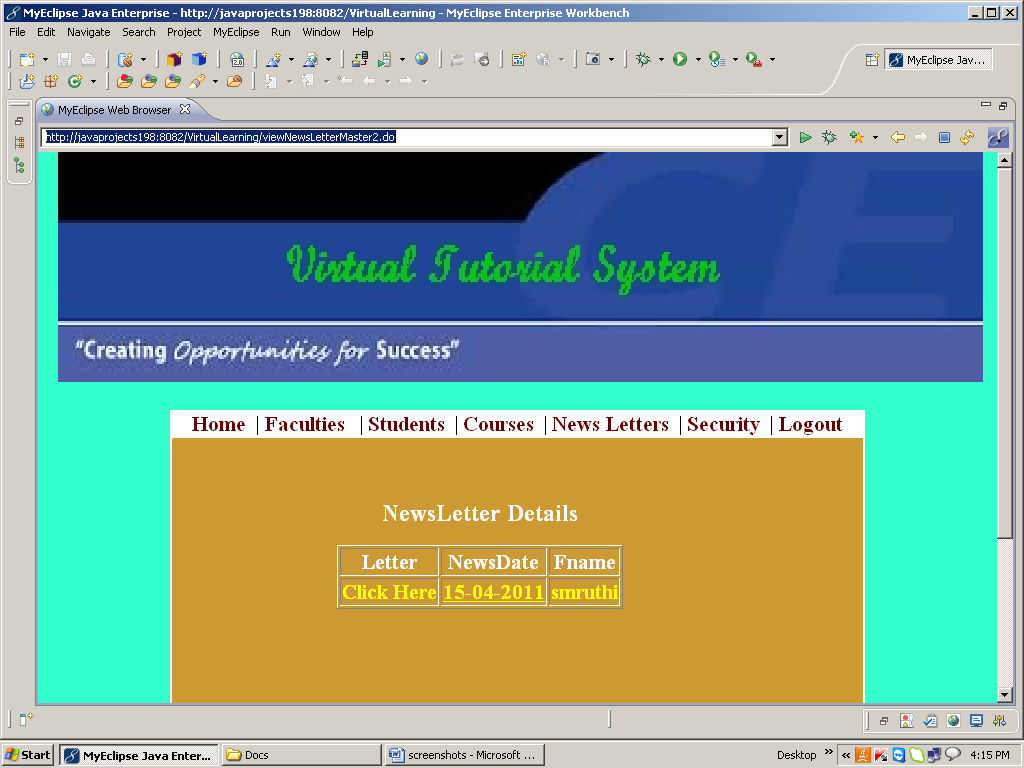 MyEclipse Java Enterprise - http://javaprojects198:8082/VirtualLearning - MyEclipse Enterprise Workbench
File Edit Navigate Search Project MyEclipse Run Window Help
2.0
MyEclipse Jav...
MyEclipse Web Browser
http://javaprojects198:8082/VirtualLearning/viewNewsLetterMaster2.do
CE
Virtual Tutorial System
"Creating Opportunities for Success"
Home | Faculties | Students | Courses | News Letters | Security | Logout
NewsLetter Details
Letter NewsDate Fname
Click Here 15-04-2011 smruthi
Start MyEclipse Java Enter... Docs screenshots - Microsoft ... Desktop » « 4:15 PM